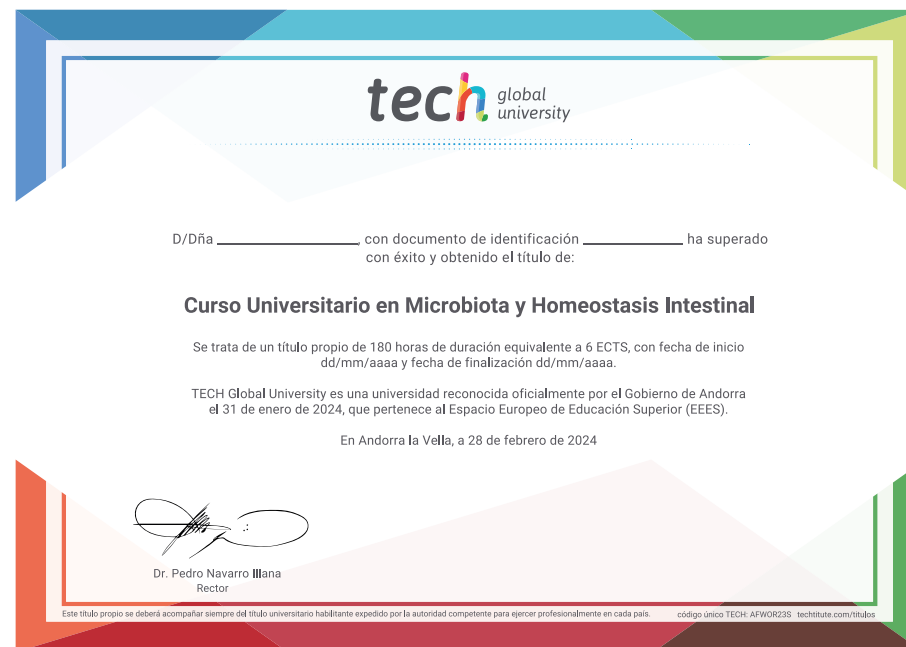 tech global
university
D/Dña ____________________, con documento de identificación ______________ ha superado
con éxito y obtenido el título de:
Curso Universitario en Microbiota y Homeostasis Intestinal
Se trata de un título propio de 180 horas de duración equivalente a 6 ECTS, con fecha de inicio
dd/mm/aaaa y fecha de finalización dd/mm/aaaa.
TECH Global University es una universidad reconocida oficialmente por el Gobierno de Andorra
el 31 de enero de 2024, que pertenece al Espacio Europeo de Educación Superior (EEES).
En Andorra la Vella, a 28 de febrero de 2024
Dr. Pedro Navarro Illana
Rector
Este título propio se deberá acompañar siempre del título universitario habilitante expedido por la autoridad competente para ejercer profesionalmente en cada país. código único TECH: AFWOR23S techtitute.com/titulos